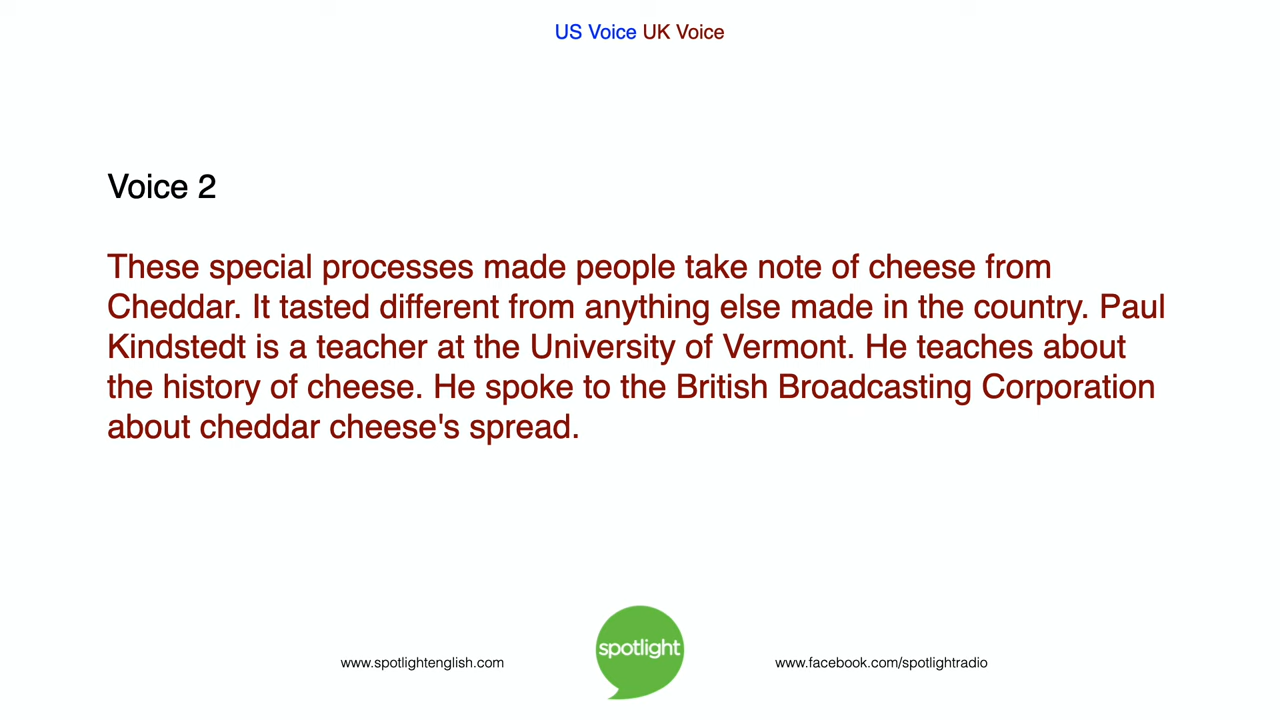 US Voice UK Voice
Voice 2
These special processes made people take note of cheese from
Cheddar. It tasted different from anything else made in the country. Paul
Kindstedt is a teacher at the University of Vermont. He teaches about
the history of cheese. He spoke to the British Broadcasting Corporation
about cheddar cheese's spread.
www.spotlightenglish.com
spotlight
www.facebook.com/spotlightradio